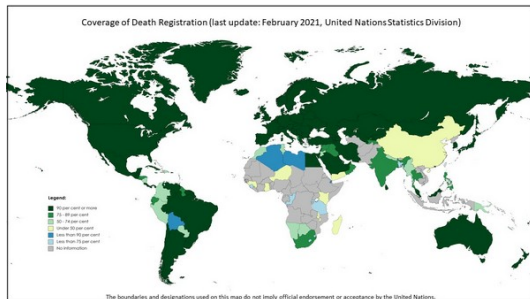 Coverage of Death Registration (last update: February 2021, United Nations Statistics Division)
Legend:
90 per cent or more
75 - 89 per cent
50 - 74 per cent
Under 50 per cent
Less than 90 per cent
Less than 75 per cent
No information
The boundaries and designations used on this map do not imply official endorsement or acceptance by the United Nations.